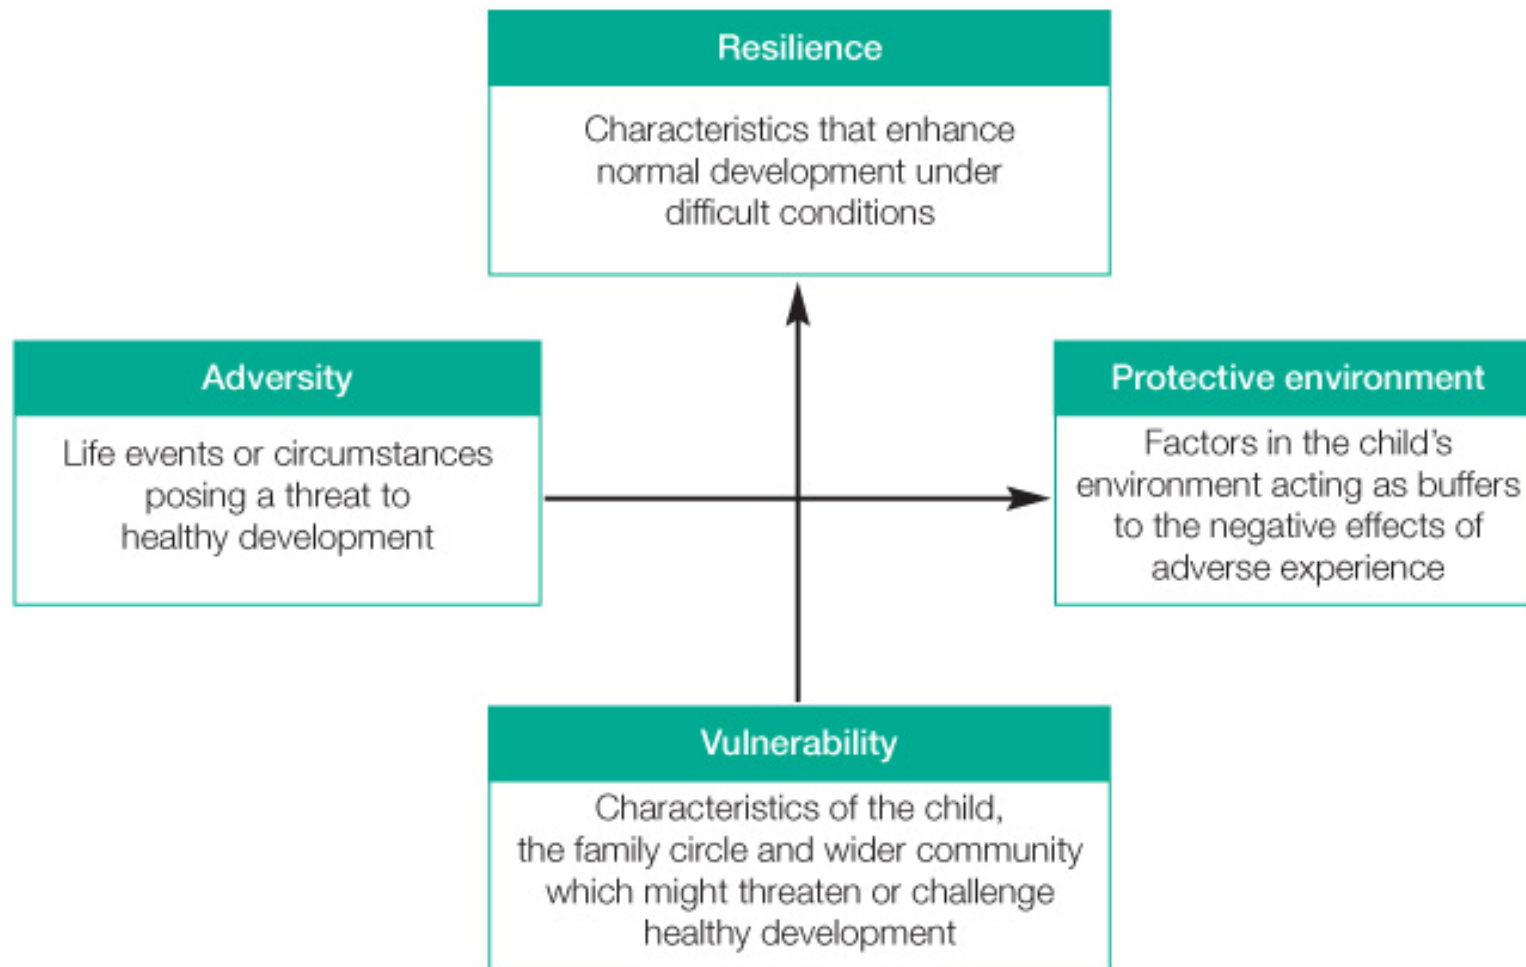 Resilience
Characteristics that enhance
normal development under
difficult conditions
Adversity
Life events or circumstances
posing a threat to
healthy development
Protective environment
Factors in the child's
environment acting as buffers
to the negative effects of
adverse experience
Vulnerability
Characteristics of the child,
the family circle and wider community
which might threaten or challenge
healthy development